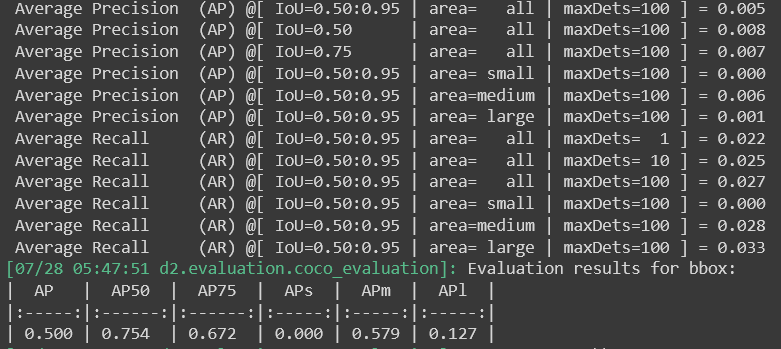 Average Precision  (AP) @[ IoU=0.50:0.95 | area=   all | maxDets=100 ] = 0.005
Average Precision  (AP) @[ IoU=0.50      | area=   all | maxDets=100 ] = 0.008
Average Precision  (AP) @[ IoU=0.75      | area=   all | maxDets=100 ] = 0.007
Average Precision  (AP) @[ IoU=0.50:0.95 | area= small | maxDets=100 ] = 0.000
Average Precision  (AP) @[ IoU=0.50:0.95 | area=medium | maxDets=100 ] = 0.006
Average Precision  (AP) @[ IoU=0.50:0.95 | area= large | maxDets=100 ] = 0.001
Average Recall     (AR) @[ IoU=0.50:0.95 | area=   all | maxDets=  1 ] = 0.022
Average Recall     (AR) @[ IoU=0.50:0.95 | area=   all | maxDets= 10 ] = 0.025
Average Recall     (AR) @[ IoU=0.50:0.95 | area=   all | maxDets=100 ] = 0.027
Average Recall     (AR) @[ IoU=0.50:0.95 | area= small | maxDets=100 ] = 0.000
Average Recall     (AR) @[ IoU=0.50:0.95 | area=medium | maxDets=100 ] = 0.028
Average Recall     (AR) @[ IoU=0.50:0.95 | area= large | maxDets=100 ] = 0.033
[07/28 05:47:51 d2.evaluation.coco_evaluation]: Evaluation results for bbox:
|  AP   |  AP50  |  AP75  |  APs  |  APm  |  APl  |
|:-----:|:------:|:------:|:-----:|:-----:|:-----:|
| 0.500 | 0.754  | 0.672  | 0.000 | 0.579 | 0.127 |